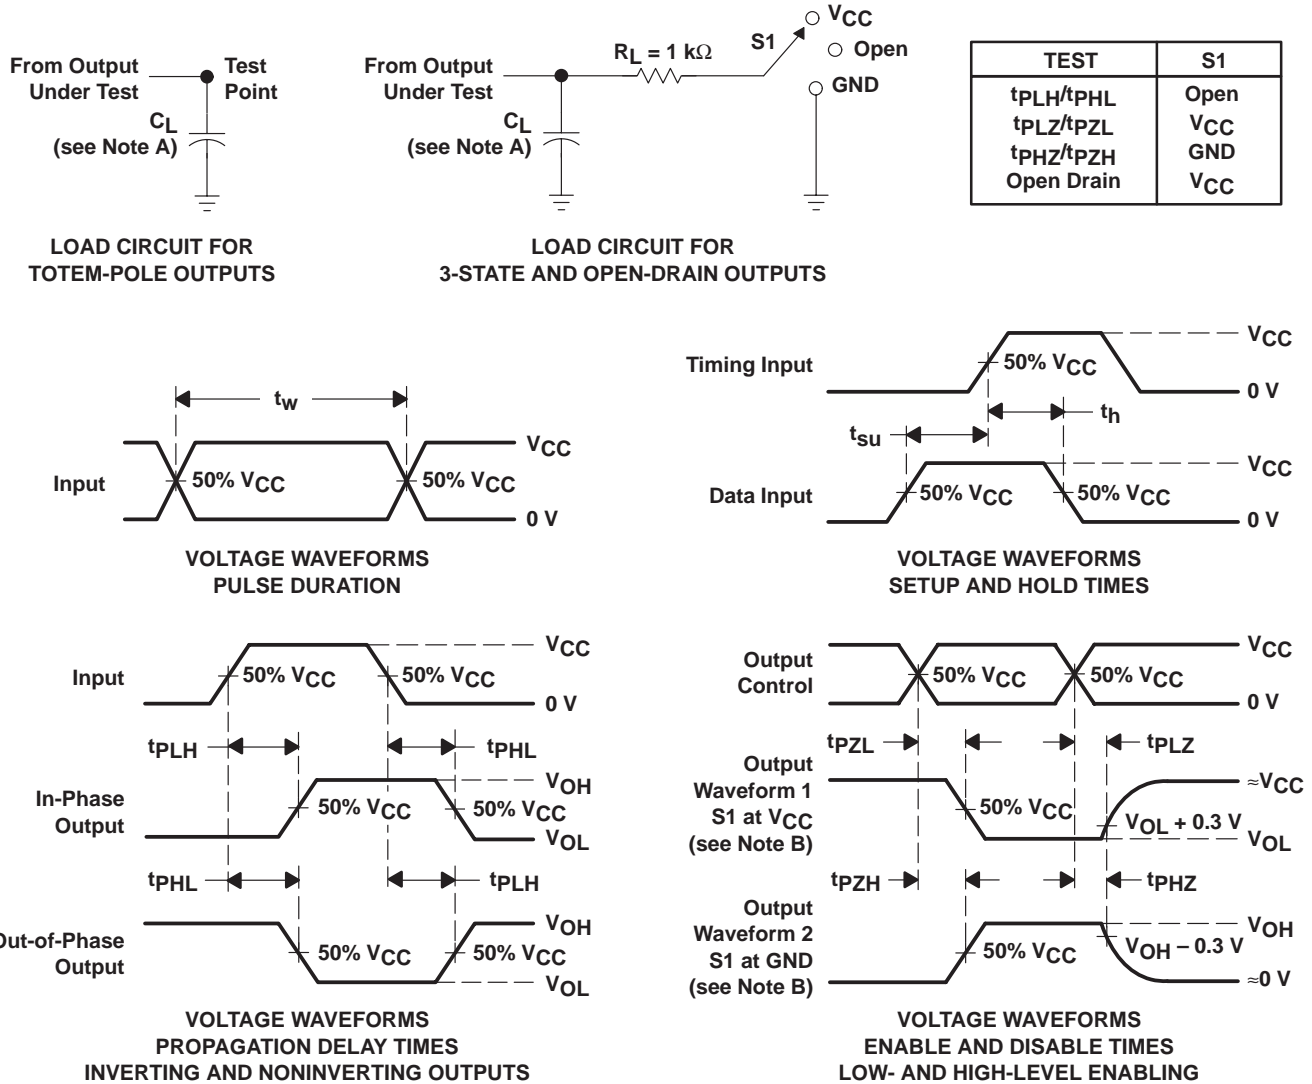 From Output
Under Test
Test
Point
CL
(see Note A)
LOAD CIRCUIT FOR
TOTEM-POLE OUTPUTS
From Output
Under Test
RL = 1 kΩ
S1
VCC
Open
GND
CL
(see Note A)
LOAD CIRCUIT FOR
3-STATE AND OPEN-DRAIN OUTPUTS
TEST S1
tPLH/tPHL Open
tPLZ/tPZL VCC
tPHZ/tPZH GND
Open Drain VCC
tw
Input
50% VCC
50% VCC
VCC
0 V
VOLTAGE WAVEFORMS
PULSE DURATION
Timing Input
50% VCC
VCC
0 V
tsu
th
Data Input
50% VCC
50% VCC
VCC
0 V
VOLTAGE WAVEFORMS
SETUP AND HOLD TIMES
Input
50% VCC
50% VCC
VCC
0 V
tPLH
tPHL
In-Phase
Output
50% VCC
50% VCC
VOH
VOL
tPHL
tPLH
Out-of-Phase
Output
50% VCC
50% VCC
VOH
VOL
VOLTAGE WAVEFORMS
PROPAGATION DELAY TIMES
INVERTING AND NONINVERTING OUTPUTS
Output
Control
50% VCC
50% VCC
VCC
0 V
tPZL
tPLZ
Output
Waveform 1
S1 at VCC
(see Note B)
50% VCC
VOL + 0.3 V
≈VCC
VOL
tPZH
tPHZ
Output
Waveform 2
S1 at GND
(see Note B)
50% VCC
VOH − 0.3 V
VOH
≈0 V
VOLTAGE WAVEFORMS
ENABLE AND DISABLE TIMES
LOW- AND HIGH-LEVEL ENABLING